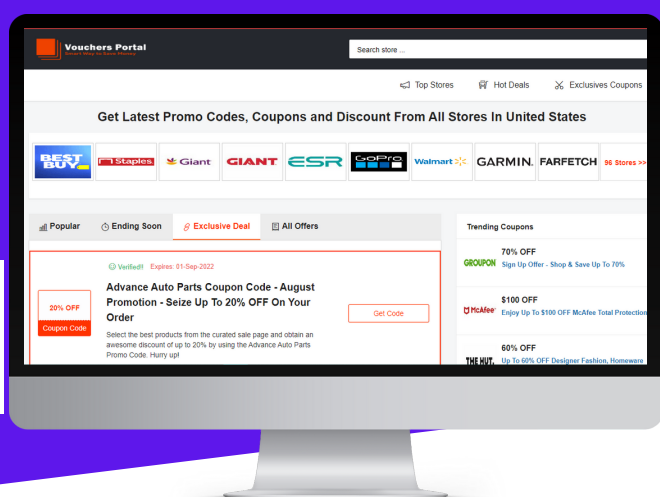 Vouchers Portal
Smart Way to Save Money
Search store ...
Top Stores
Hot Deals
Exclusives Coupons
Get Latest Promo Codes, Coupons and Discount From All Stores In United States
BEST BUY
Staples
Giant
GIANT
ESR
GoPro
Walmart
GARMIN.
FARFETCH
96 Stores >>
Popular
Ending Soon
Exclusive Deal
All Offers
Verified!! Expires: 01-Sep-2022
20% OFF
Coupon Code
Advance Auto Parts Coupon Code - August
Promotion - Seize Up To 20% OFF On Your
Order
Select the best products from the curated sale page and obtain an
awesome discount of up to 20% by using the Advance Auto Parts
Promo Code. Hurry up!
Get Code
Trending Coupons
GROUPON
70% OFF
Sign Up Offer - Shop & Save Up To 70%
McAfee
$100 OFF
Enjoy Up To $100 OFF McAfee Total Protection
THE HUT.
60% OFF
Up To 60% OFF Designer Fashion, Homeware